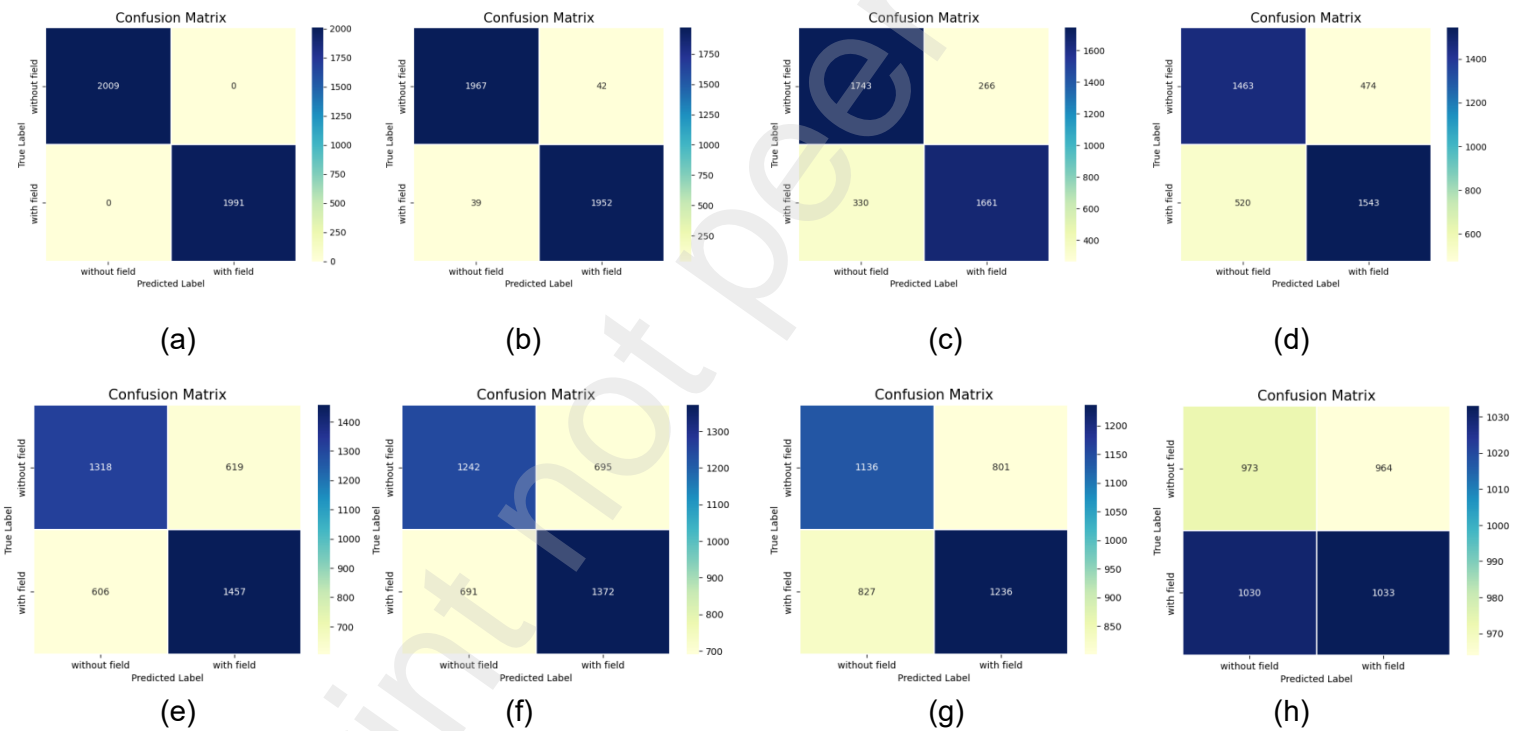 Confusion Matrix
without field
2009
0
with field
0
1991
True Label
without field
with field
Predicted Label
2000
1750
1500
1250
1000
750
500
250
0
(a)
Confusion Matrix
without field
1967
42
with field
39
1952
True Label
without field
with field
Predicted Label
1750
1500
1250
1000
750
500
250
(b)
Confusion Matrix
without field
1743
266
with field
330
1661
True Label
without field
with field
Predicted Label
1600
1400
1200
1000
800
600
400
(c)
Confusion Matrix
without field
1463
474
with field
520
1543
True Label
without field
with field
Predicted Label
1400
1200
1000
800
600
(d)
Confusion Matrix
without field
1318
619
with field
606
1457
True Label
without field
with field
Predicted Label
1400
1300
1200
1100
1000
900
800
700
(e)
Confusion Matrix
without field
1242
695
with field
691
1372
True Label
without field
with field
Predicted Label
1300
1200
1100
1000
900
800
700
(f)
Confusion Matrix
without field
1136
801
with field
827
1236
True Label
without field
with field
Predicted Label
1200
1150
1100
1050
1000
950
900
850
(g)
Confusion Matrix
without field
973
964
with field
1030
1033
True Label
without field
with field
Predicted Label
1030
1020
1010
1000
990
980
970
(h)
int not peer